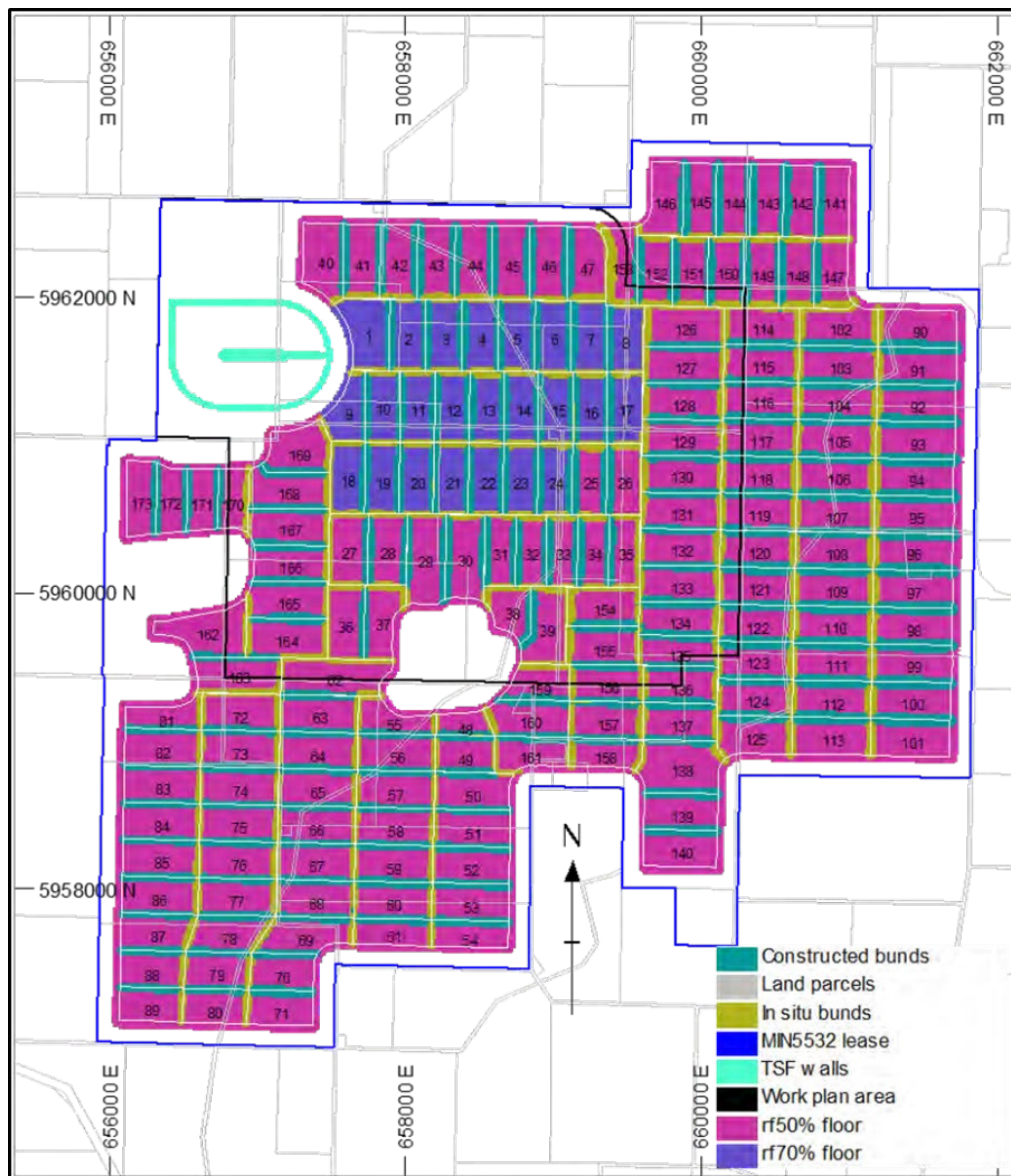 656000 E 658000 E 660000 E 662000 E
146 145 144 143 142 141
40 41 42 43 44 45 46 47 153 152 151 150 149 148 147
5962000 N
1 2 3 4 5 6 7 8 126 114 102 90
127 115 103 91
9 10 11 12 13 14 15 16 17 128 116 104 92
129 117 105 93
169 18 19 20 21 22 23 24 25 26 130 118 106 94
173 172 171 170 168
167 131 119 107 95
27 28 29 30 31 32 33 34 35 132 120 108 96
166
5960000 N
165 133 121 109 97
162 164 36 37 38 39 154 134 122 110 98
155 135 123 111 99
163 62 159 156 136
81 72 63 55 48 160 157 137 124 112 100
82 73 64 56 49 161 158 138 125 113 101
83 74 65 57 50
84 75 66 58 51 139
85 76 67 59 52 140
N
5958000 N
86 77 68 60 53
87 78 69 61 54
88 79 70
89 80 71
Constructed bunds
Land parcels
In situ bunds
MIN5532 lease
TSF walls
Work plan area
rf50% floor
rf70% floor
656000 E 658000 E 660000 E 662000 E